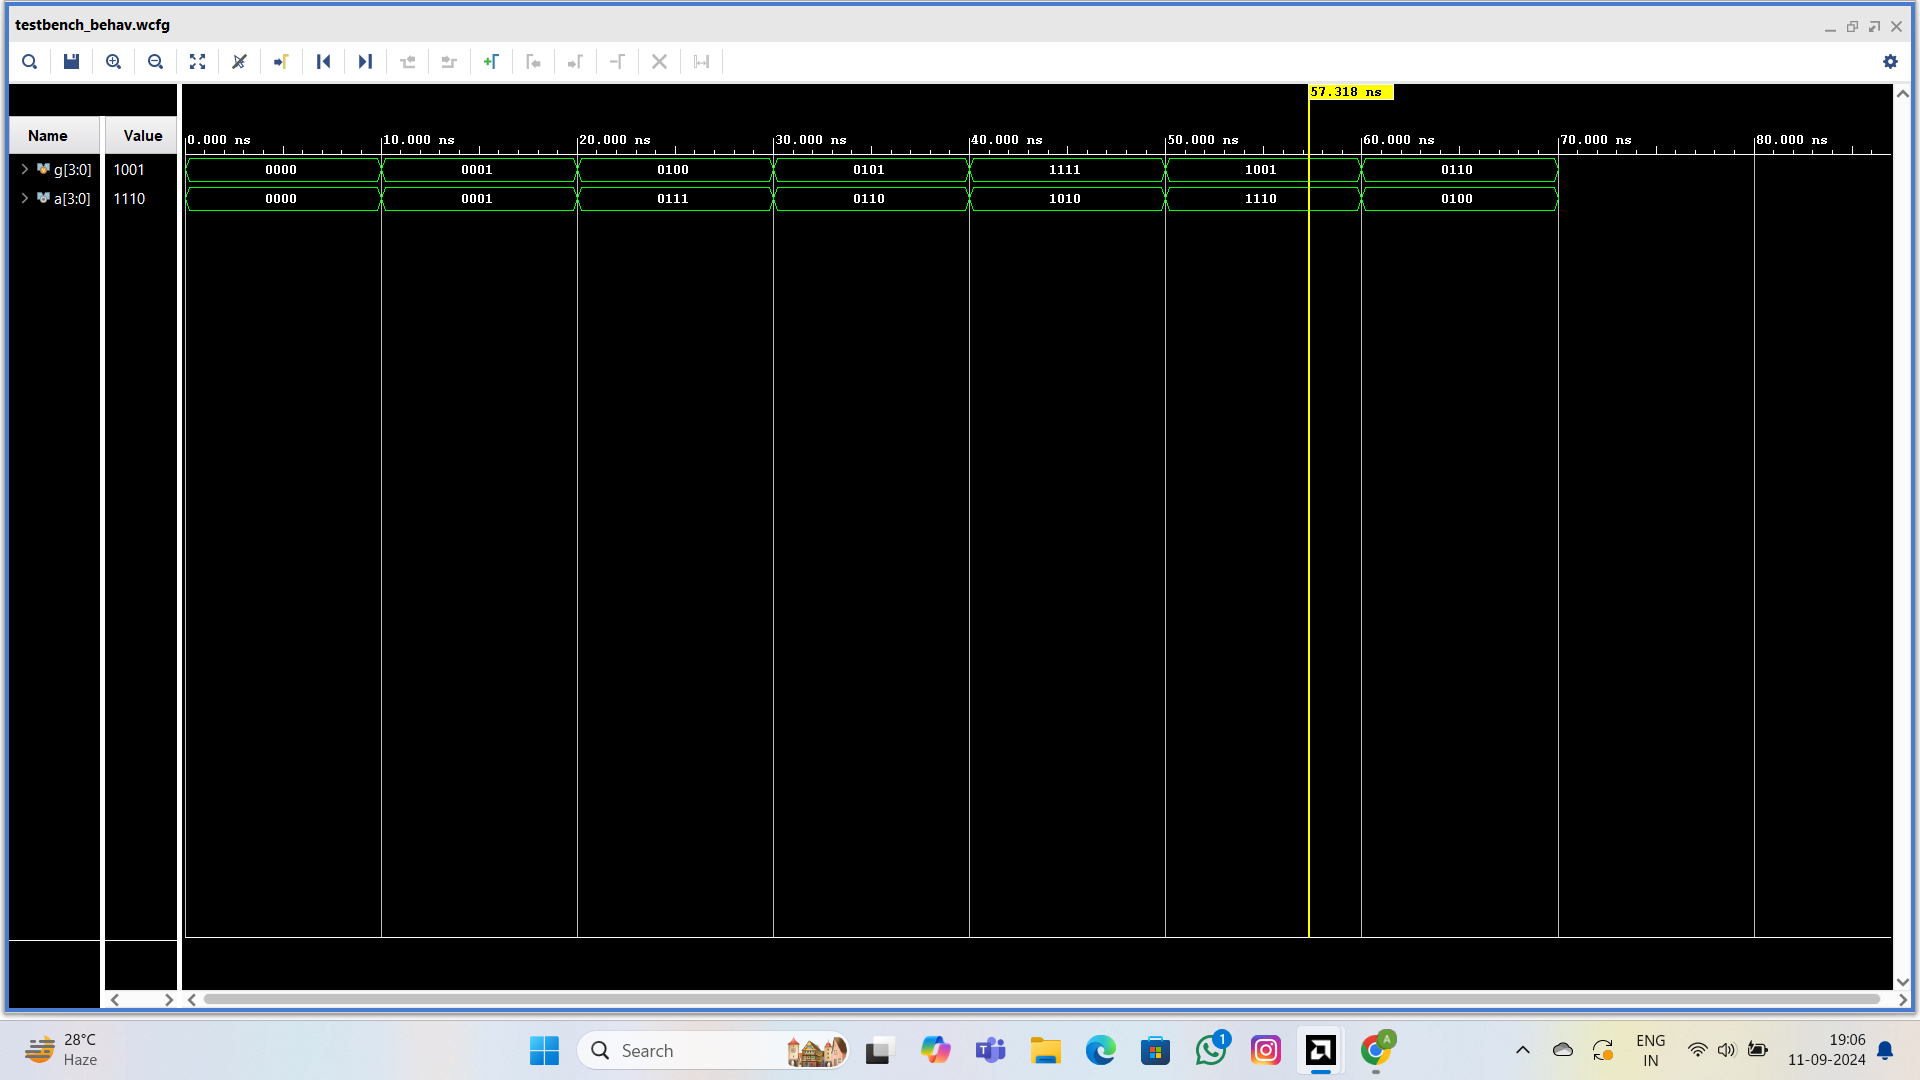 testbench_behav.wcfg
57.318 ns
Name Value
0.000 ns 10.000 ns 20.000 ns 30.000 ns 40.000 ns 50.000 ns 60.000 ns 70.000 ns 80.000 ns
g[3:0] 1001 0000 0001 0100 0101 1111 1001 0110
a[3:0] 1110 0000 0001 0111 0110 1010 1110 0100
28°C
Haze
Search
1
A
ENG
IN
19:06
11-09-2024